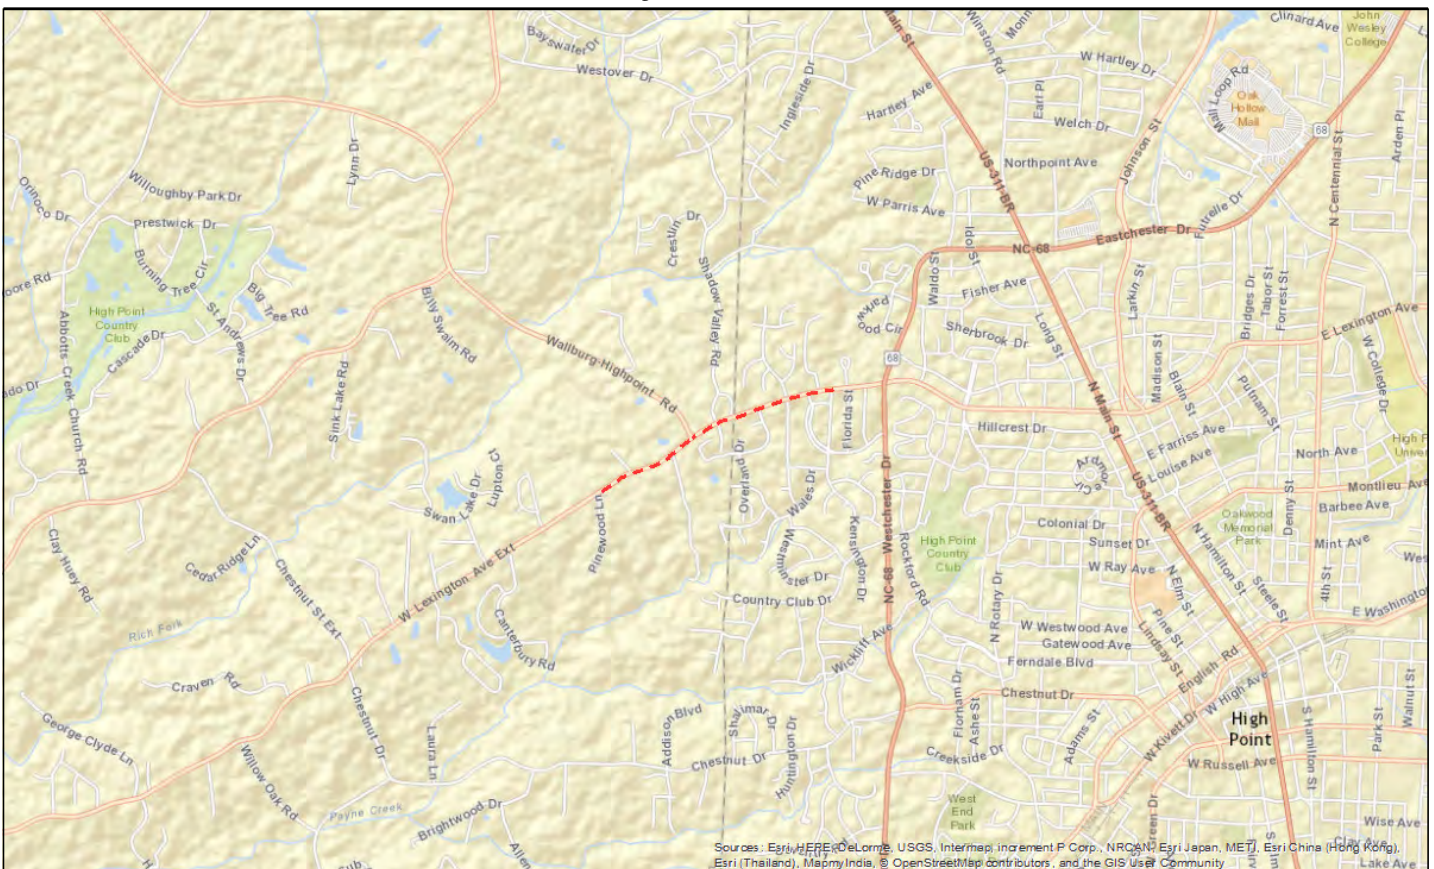 Bayswater Dr
Westover Dr
Ingleside Dr
Main St
Winston Rd
Clinard Ave
John
Wesley
College
W Hartley Dr
Mall Loop Rd
Oak
Hollow
Mall
Earl Pl
Welch Dr
68
Arden Pl
Northpoint Ave
Johnson St
N Centennial St
Lynn Dr
Pine Ridge Dr
US-311-BR
W Parris Ave
Futrelle Dr
Orinoco Dr
Willoughby Park Dr
Prestwick Dr
Crestlin Dr
Idol St
NC-68
Eastchester Dr
Burning Tree Cir
Big Tree Rd
St Andrews Dr
High Point
Country
Club
Cascade Dr
Abbotts Creek Church Rd
Billy Swaim Rd
Shadow Valley Rd
Waldo St
Fisher Ave
Larkin St
Bridges Dr
Tabor St
Forrest St
E Lexington Ave
Sherbrook Dr
Long St
W College Dr
68
Wallburg-Highpoint Rd
Sink Lake Rd
Madison St
Blain St
Putnam St
N Main St
Florida St
Hillcrest Dr
E Farriss Ave
Louise Ave
North Ave
Ardmore Cir
Montlieu Ave
Overland Dr
Wales Dr
Lupton Ct
Swan Lake Dr
Pinewood Ln
US-311-BR
Denny St
Barbee Ave
Oakwood
Memorial
Park
Colonial Dr
Sunset Dr
Mint Ave
Clay Huey Rd
Cedar Ridge Ln
Chestnut St Ext
W Lexington Ave Ext
Westminster Dr
Kensington Dr
NC-68 Westchester Dr
Rockford Rd
High Point
Country
Club
W Ray Ave
N Hamilton St
N Elm St
Steele St
4th St
Country Club Dr
N Rotary Dr
E Washington
Rich Fork
Canterbury Rd
Wickliff Ave
W Westwood Ave
Gatewood Ave
Ferndale Blvd
Pine St
Lindsay St
English Rd
W High Ave
Craven Rd
Chestnut Dr
Florham Dr
Ashe St
Chestnut Dr
Walnut St
George Clyde Ln
Laura Ln
Addison Blvd
Shalimar Dr
Huntington Dr
Adams St
W Kivett Dr
High
Point
S Hamilton St
Park St
Willow Oak Rd
Chestnut Dr
Creekside Dr
W Russell Ave
Payne Creek
Brightwood Dr
West
End
Park
Wise Ave
Clay Ave
Lake Ave
Sources: Esri, HERE, DeLorme, USGS, Intermap, increment P Corp., NRCAN, Esri Japan, METI, Esri China (Hong Kong),
Esri (Thailand), MapmyIndia, © OpenStreetMap contributors, and the GIS User Community